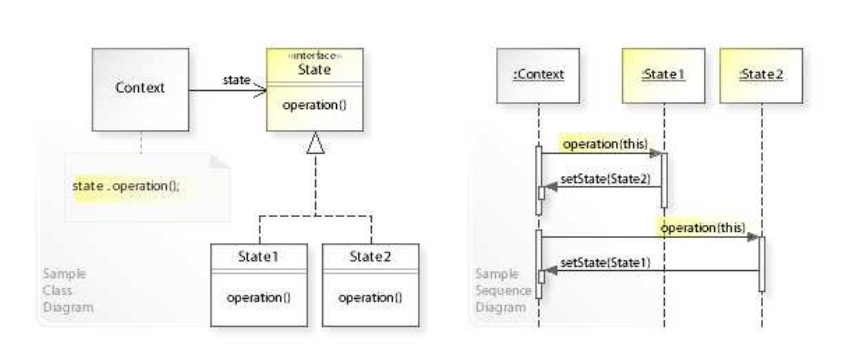 Context
state
«interface»
State
operation()
state . operation();
State1
operation()
State2
operation()
Sample
Class
Diagram
:Context
:State1
:State2
operation(this)
setState(State2)
operation(this)
setState(State1)
Sample
Sequence
Diagram